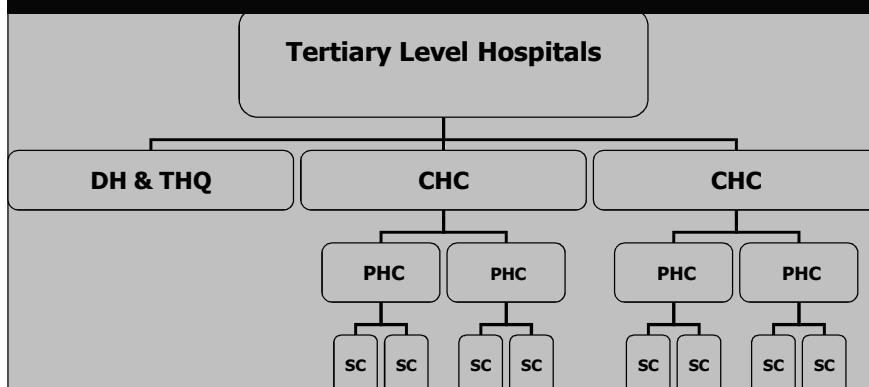 Tertiary Level Hospitals
DH & THQ CHC CHC
PHC PHC PHC PHC
SC SC SC SC SC SC SC SC